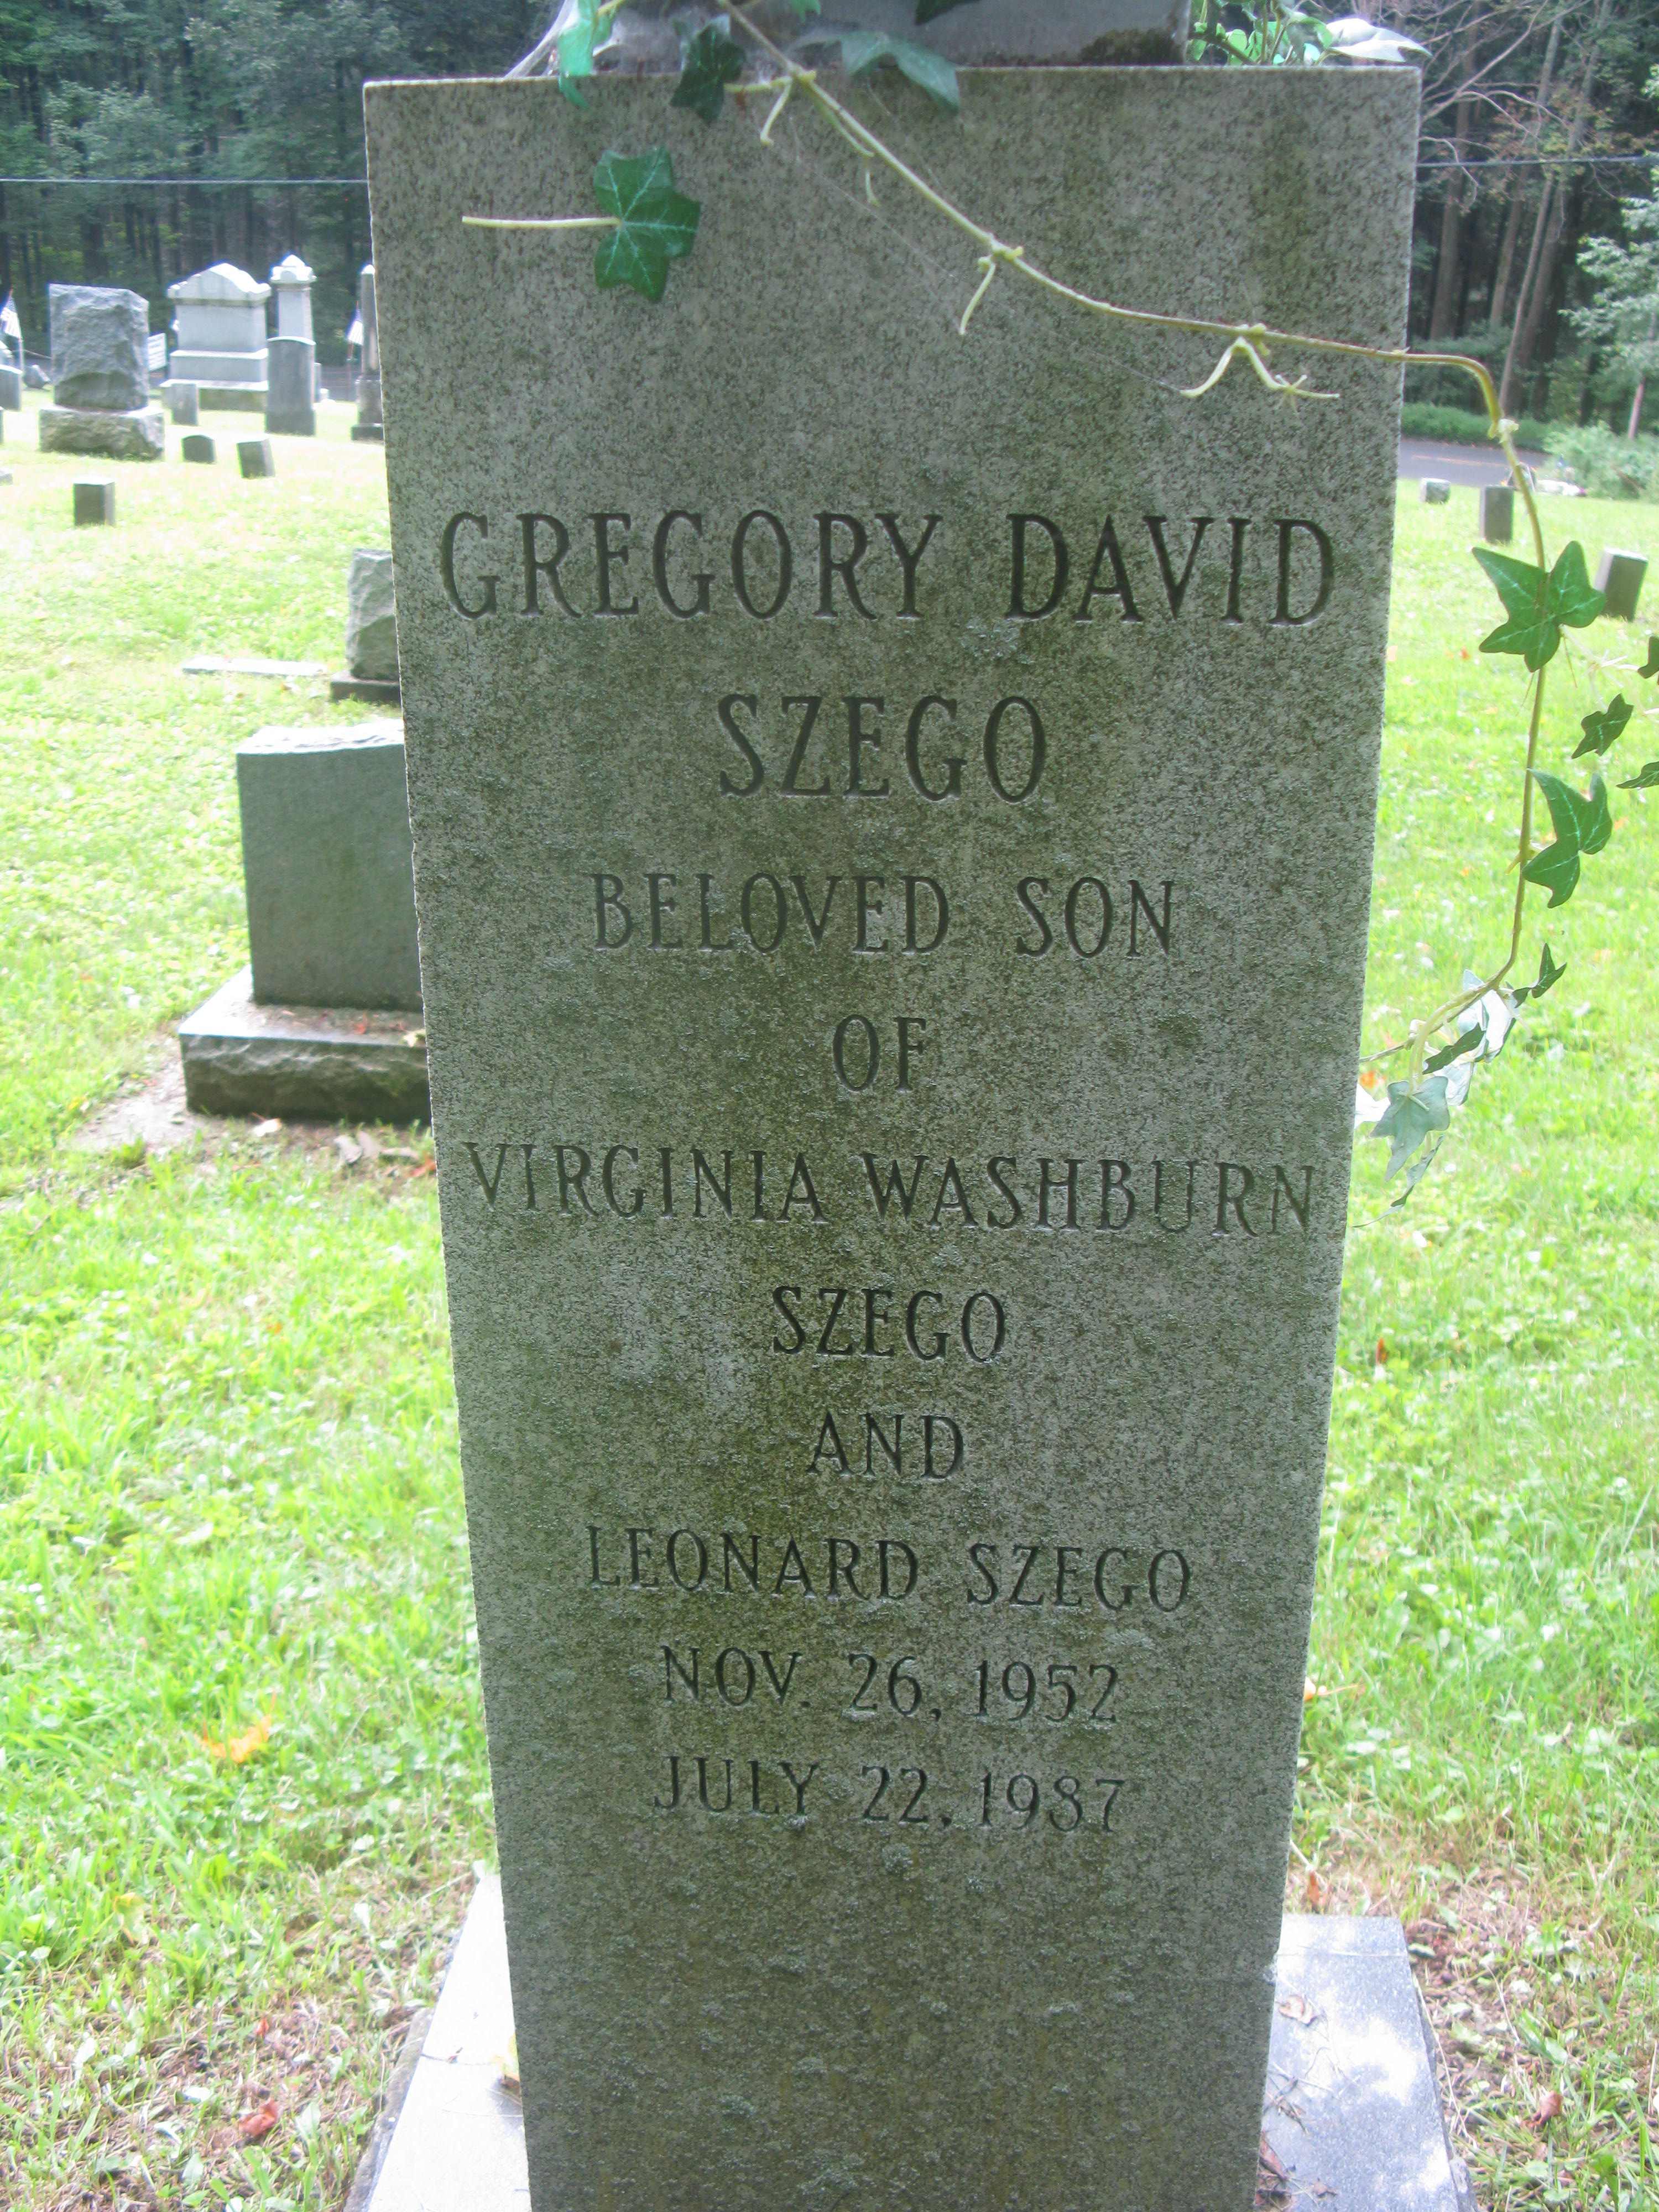 GREGORY DAVID
SZEGO
BELOVED SON
OF
VIRGINIA WASHBURN
SZEGO
AND
LEONARD SZEGO
NOV. 26, 1952
JULY 22, 1987